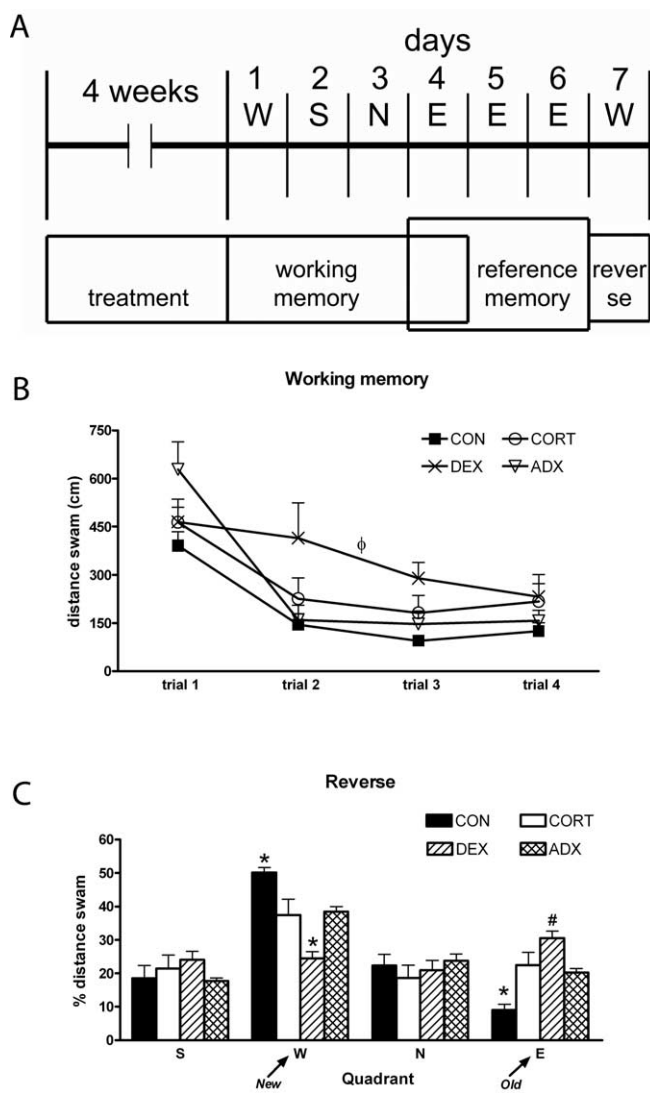 A
days
4 weeks
1 2 3 4 5 6 7
W S N E E E W
treatment
working
memory
reference
memory
rever
se
B
Working memory
CON
CORT
DEX
ADX
distance swam (cm)
750
600
450
300
150
0
ϕ
trial 1 trial 2 trial 3 trial 4
C
Reverse
CON
CORT
DEX
ADX
% distance swam
60
50
40
30
20
10
0
*
*
*
#
S W N E
New
Quadrant
Old